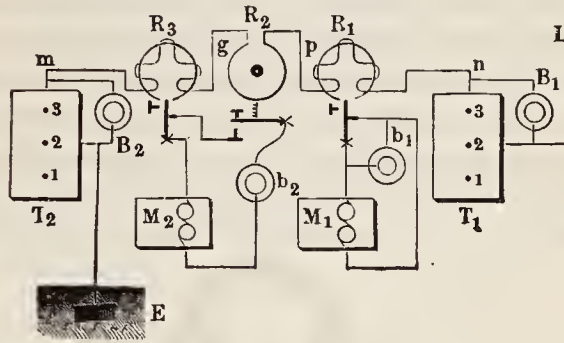 R₃ R₂ R₁ L
m g p n
B₂ B₁
•3 •3
•2 •2
•1 •1
T₂ T₁
b₂ b₁
M₂ M₁
E